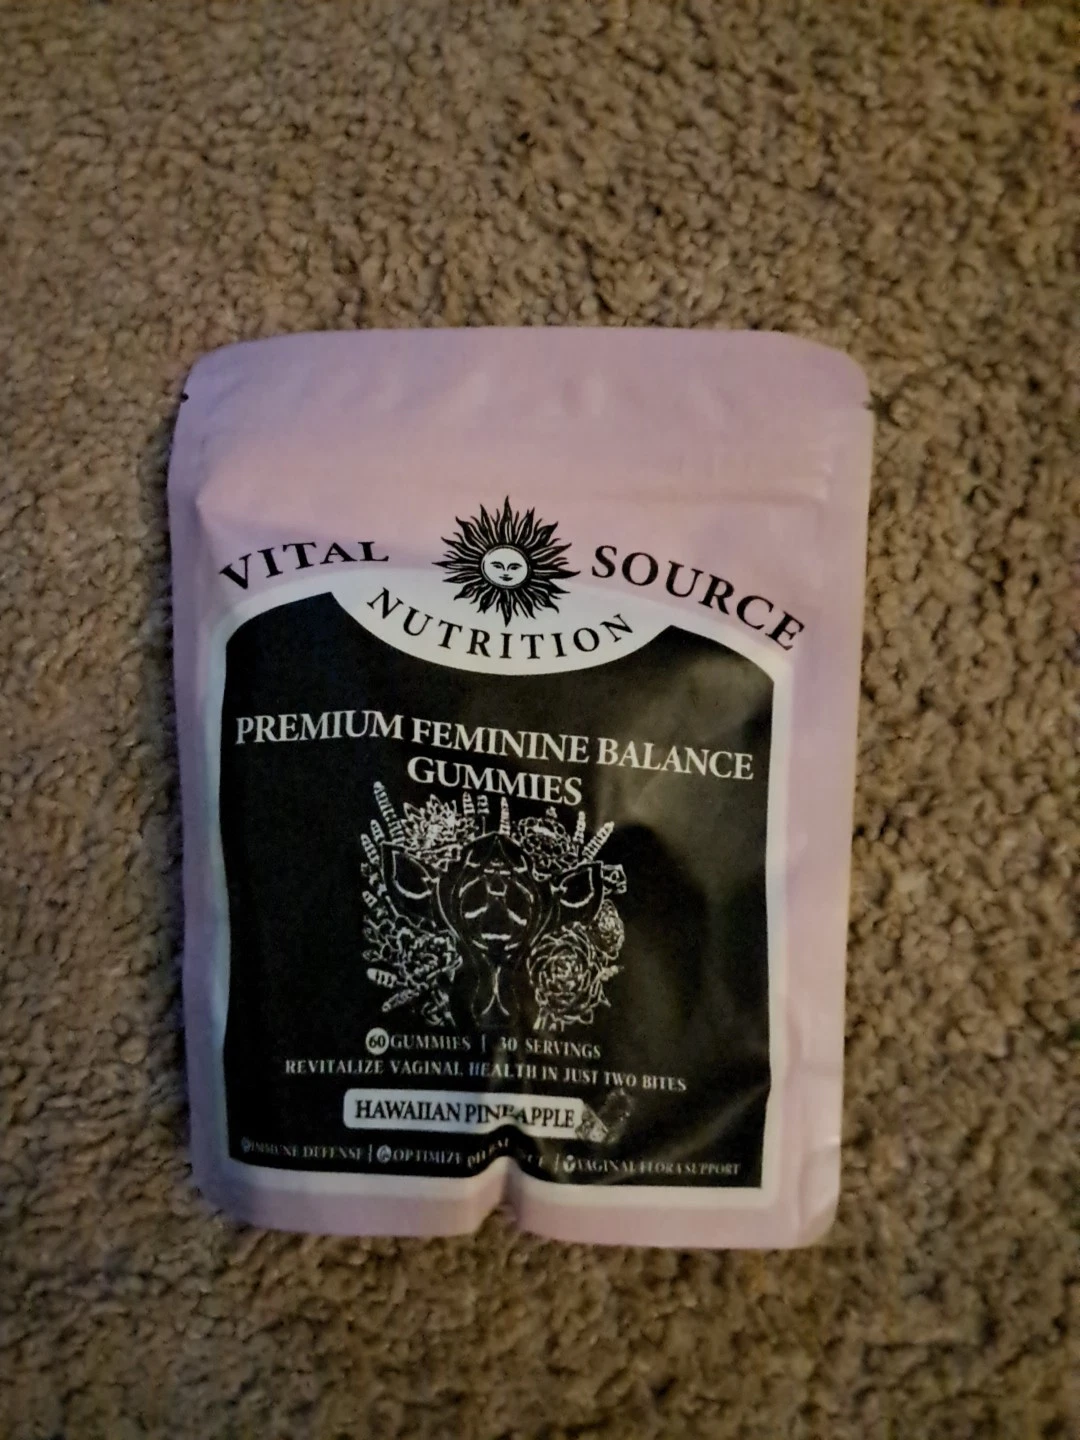 VITAL SOURCE
NUTRITION
PREMIUM FEMININE BALANCE
GUMMIES
60 GUMMIES | 30 SERVINGS
REVITALIZE VAGINAL HEALTH IN JUST TWO BITES
HAWAIIAN PINEAPPLE
IMMUNE DEFENSE | OPTIMIZE PH | VAGINAL FLORA SUPPORT